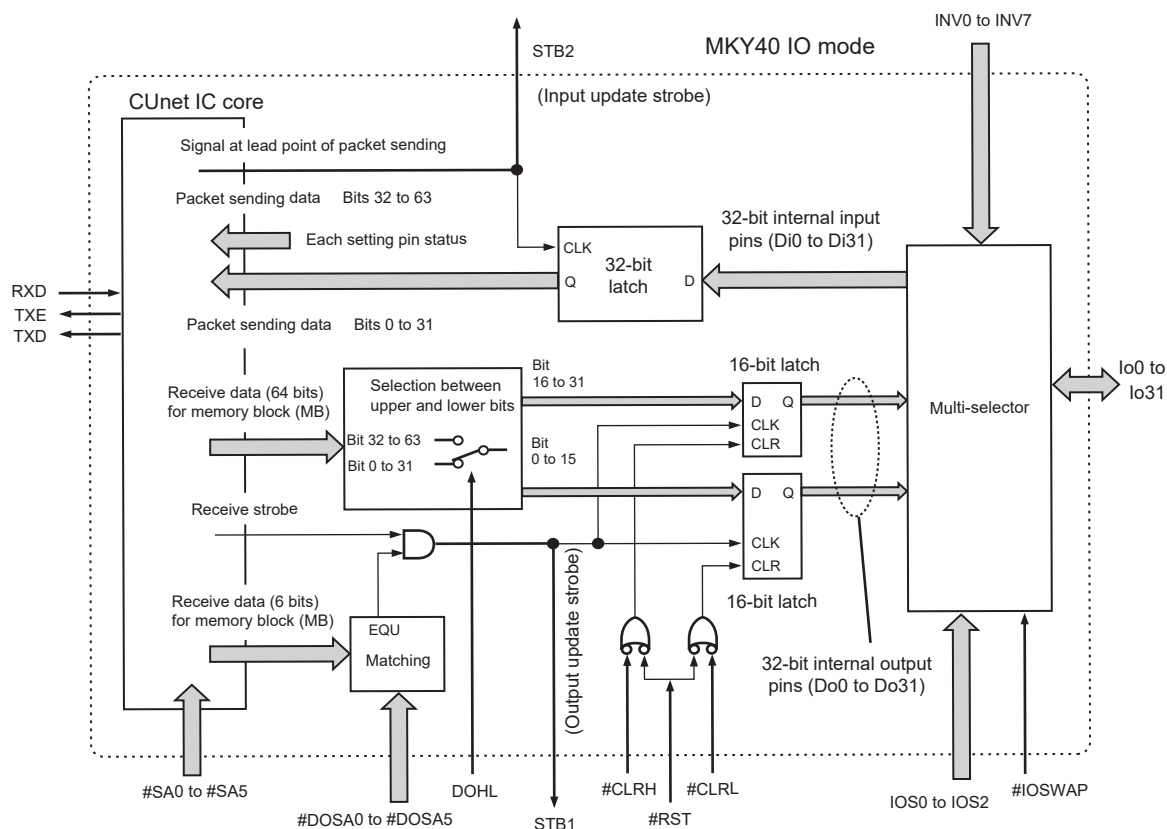 INV0 to INV7
MKY40 IO mode
STB2
(Input update strobe)
CUnet IC core
Signal at lead point of packet sending
Packet sending data Bits 32 to 63
Each setting pin status
32-bit internal input
pins (Di0 to Di31)
CLK
Q
32-bit
latch
D
RXD
TXE
TXD
Packet sending data Bits 0 to 31
Receive data (64 bits)
for memory block (MB)
Selection between
upper and lower bits
Bit 32 to 63
Bit 0 to 31
Bit
16 to 31
Bit
0 to 15
16-bit latch
D Q
CLK
CLR
D Q
CLK
CLR
16-bit latch
Multi-selector
Io0 to
Io31
Receive strobe
Receive data (6 bits)
for memory block (MB)
EQU
Matching
(Output update strobe)
32-bit internal output
pins (Do0 to Do31)
#SA0 to #SA5
#DOSA0 to #DOSA5
DOHL
STB1
#CLRH
#RST
#CLRL
IOS0 to IOS2
#IOSWAP